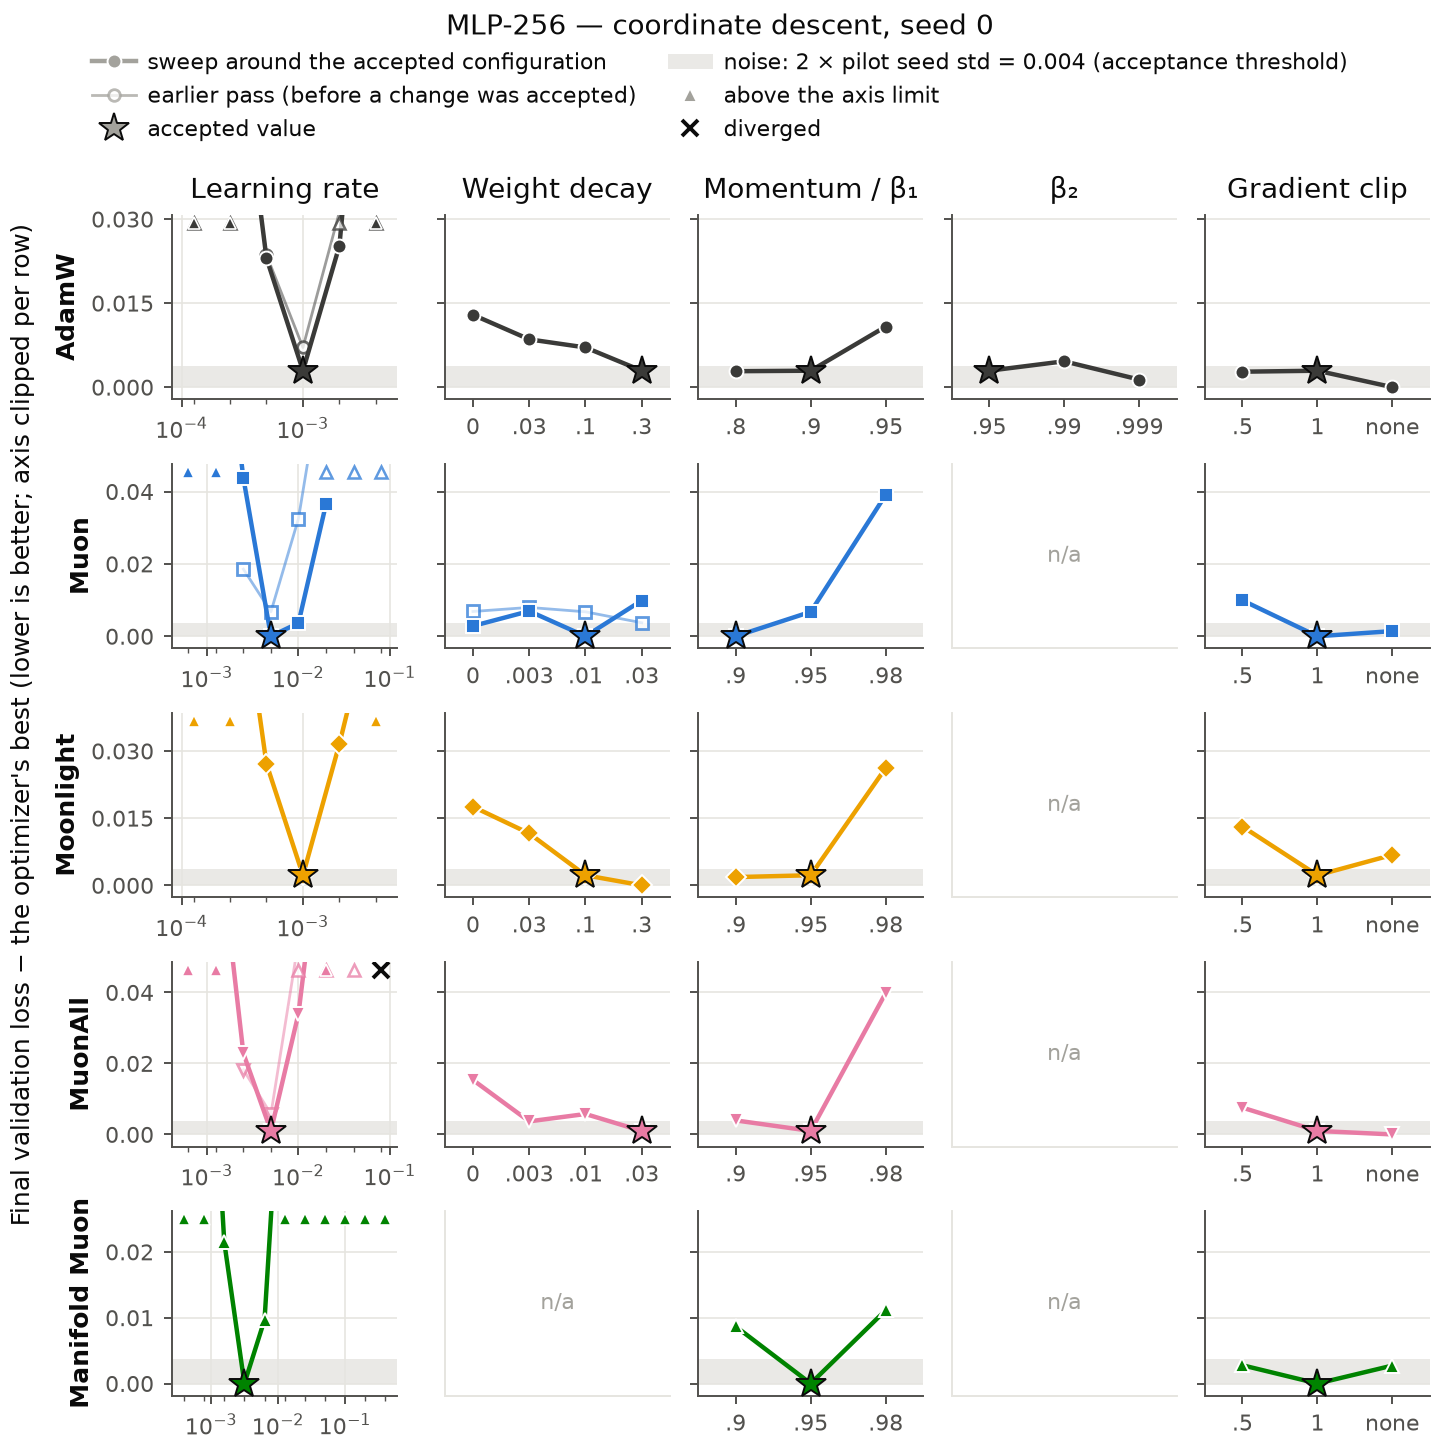 MLP-256 — coordinate descent, seed 0
sweep around the accepted configuration
earlier pass (before a change was accepted)
accepted value
noise: 2 × pilot seed std = 0.004 (acceptance threshold)
above the axis limit
diverged
Final validation loss — the optimizer's best (lower is better; axis clipped per row)
Learning rate
Weight decay
Momentum / β₁
β₂
Gradient clip
AdamW
0.030
0.015
0.000
10⁻⁴ 10⁻³
0 .03 .1 .3
.8 .9 .95
.95 .99 .999
.5 1 none
Muon
0.04
0.02
0.00
10⁻³ 10⁻² 10⁻¹
0 .003 .01 .03
.9 .95 .98
n/a
.5 1 none
Moonlight
0.030
0.015
0.000
10⁻⁴ 10⁻³
0 .03 .1 .3
.9 .95 .98
n/a
.5 1 none
MuonAll
0.04
0.02
0.00
10⁻³ 10⁻² 10⁻¹
0 .003 .01 .03
.9 .95 .98
n/a
.5 1 none
Manifold Muon
0.02
0.01
0.00
10⁻³ 10⁻² 10⁻¹
n/a
.9 .95 .98
n/a
.5 1 none